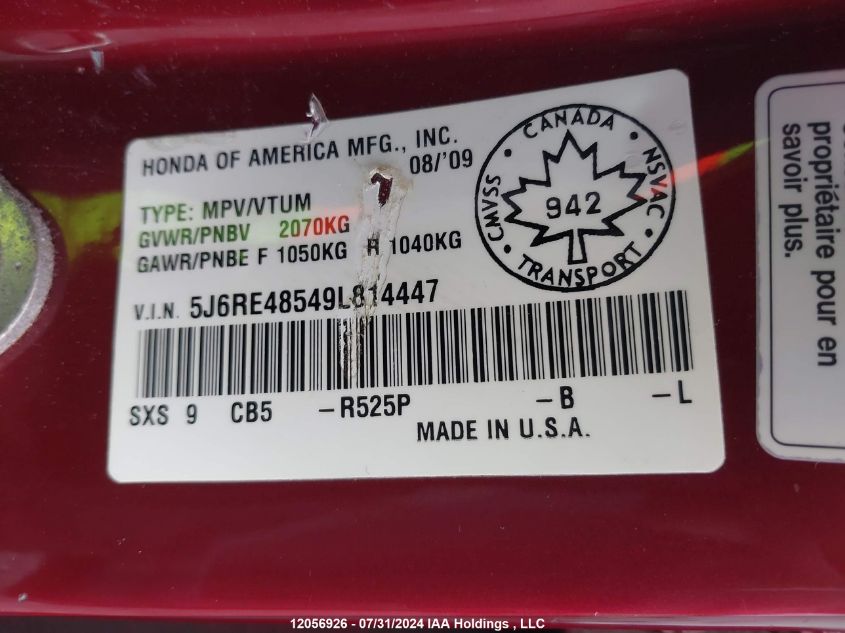 HONDA OF AMERICA MFG., INC.
08/'09
TYPE: MPV/VTUM
GVWR/PNBV 2070KG
GAWR/PNBE F 1050KG R 1040KG
V.I.N. 5J6RE48549L814447
SXS 9 CB5 -R525P -B -L
MADE IN U.S.A.
CANADA
NSVAC
TRANSPORT
CMVSS
942
propriétaire pour en
savoir plus.
12056926 - 07/31/2024 IAA Holdings , LLC